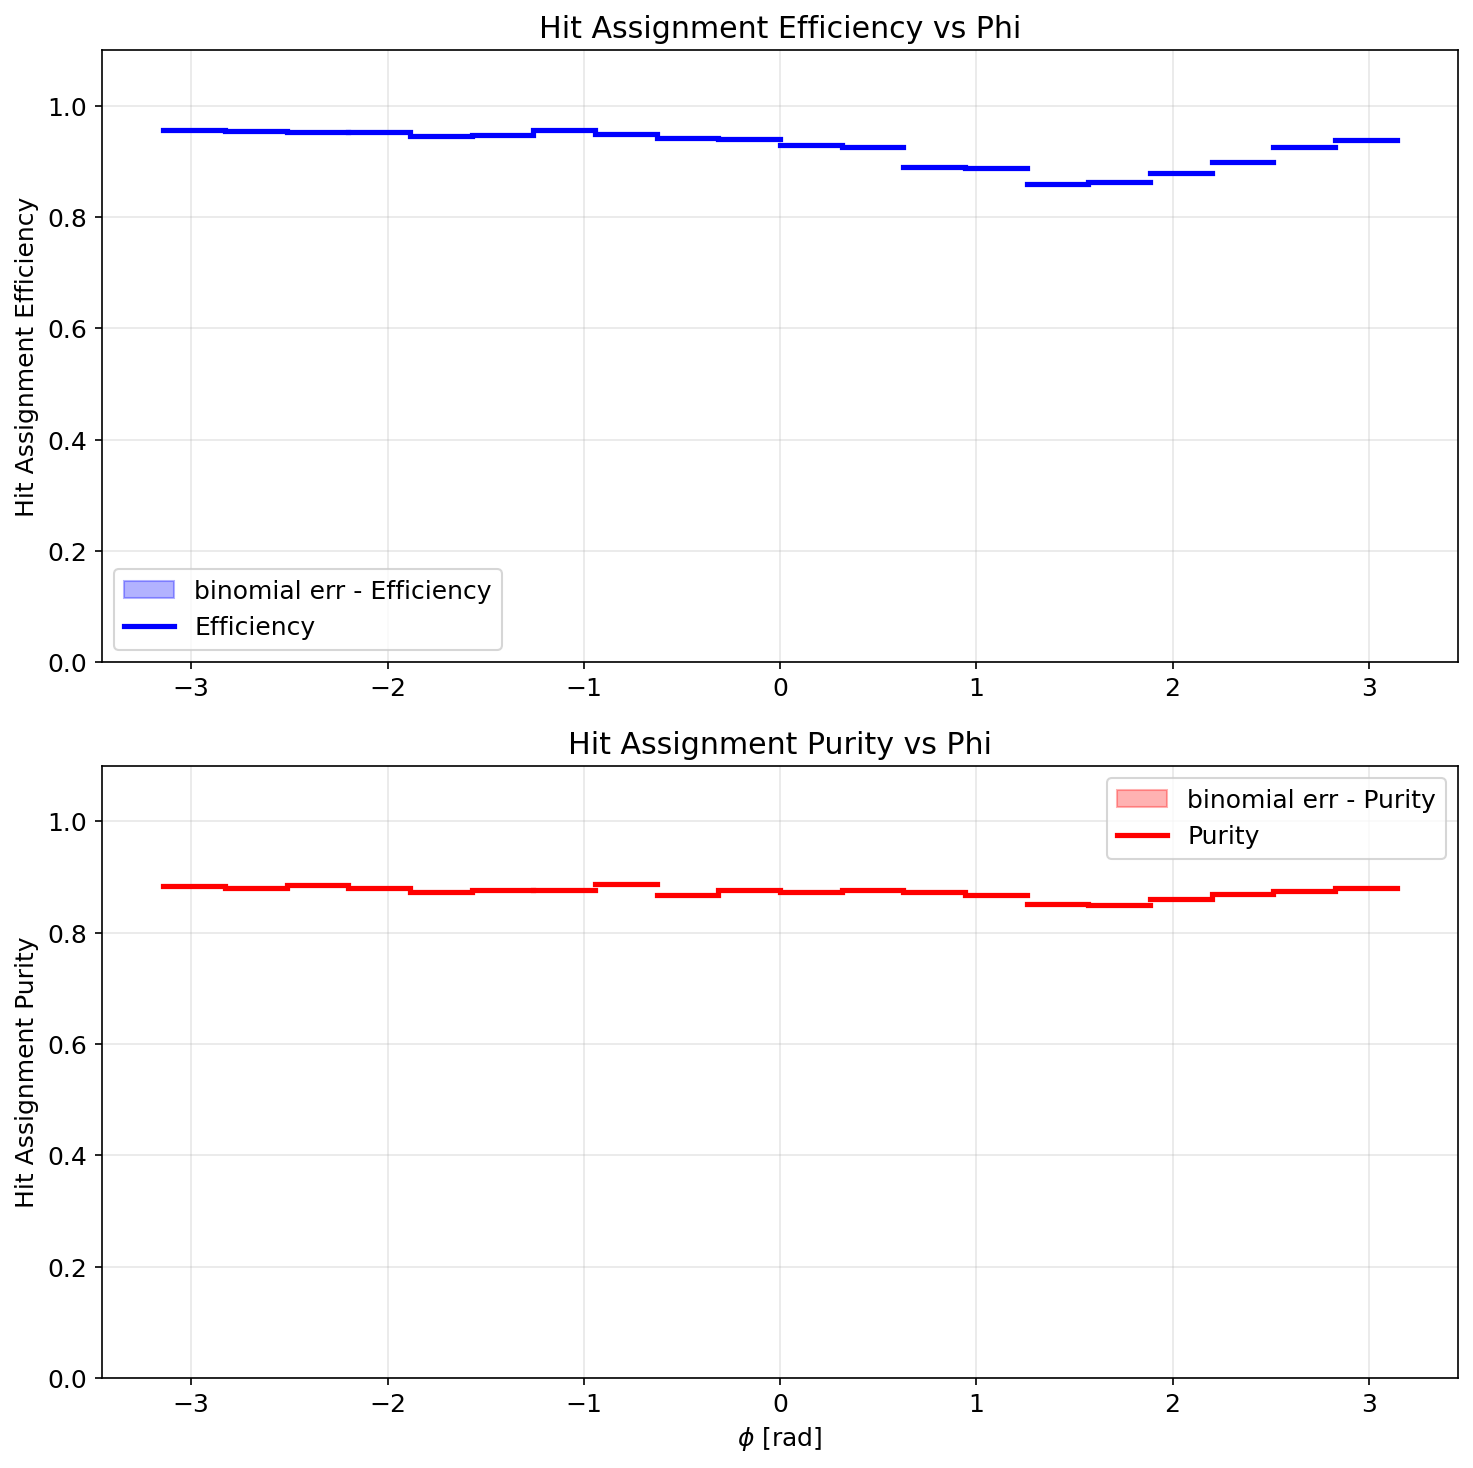 Hit Assignment Efficiency vs Phi
Hit Assignment Efficiency
1.0
0.8
0.6
0.4
0.2
0.0
binomial err - Efficiency
Efficiency
−3 −2 −1 0 1 2 3
Hit Assignment Purity vs Phi
Hit Assignment Purity
1.0
0.8
0.6
0.4
0.2
0.0
binomial err - Purity
Purity
−3 −2 −1 0 1 2 3
ϕ [rad]